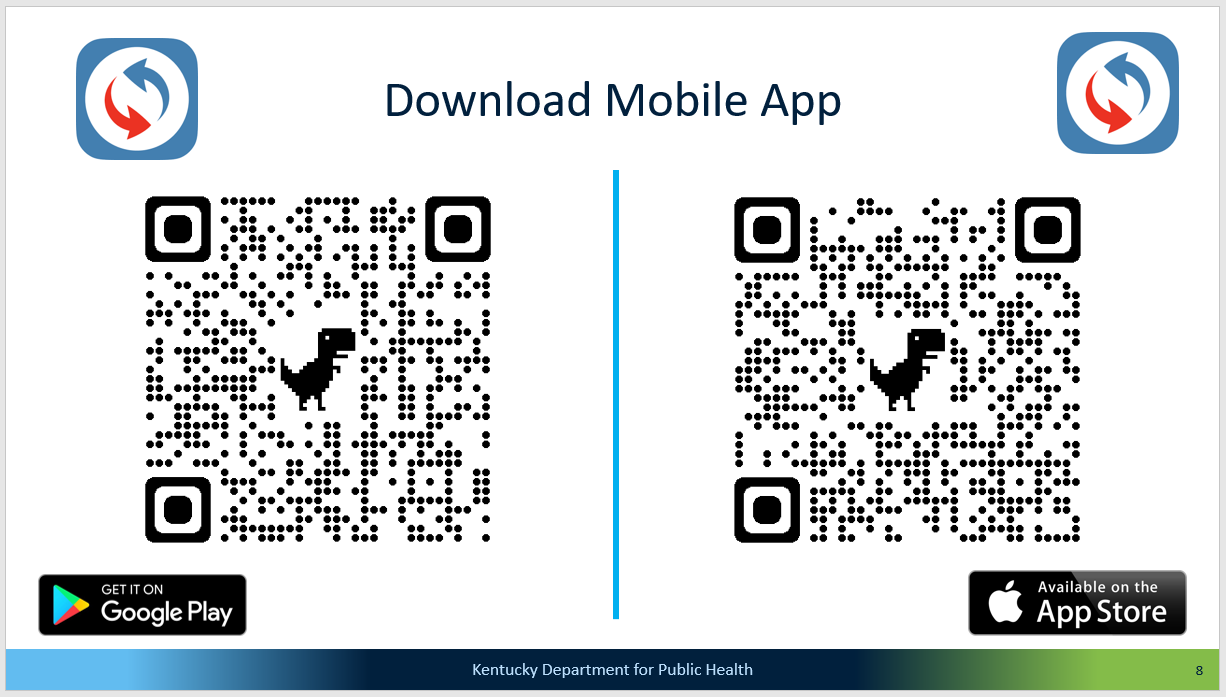 Download Mobile App
GET IT ON
Google Play
Available on the
App Store
Kentucky Department for Public Health
8